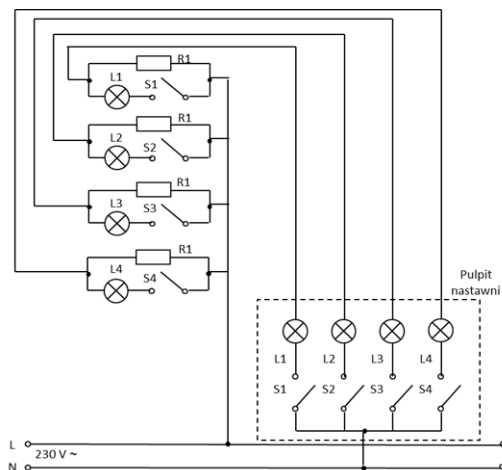 R1
L1
S1
R1
L2
S2
R1
L3
S3
R1
L4
S4
Pulpit
nastawni
L1 L2 L3 L4
S1 S2 S3 S4
L
230 V ~
N